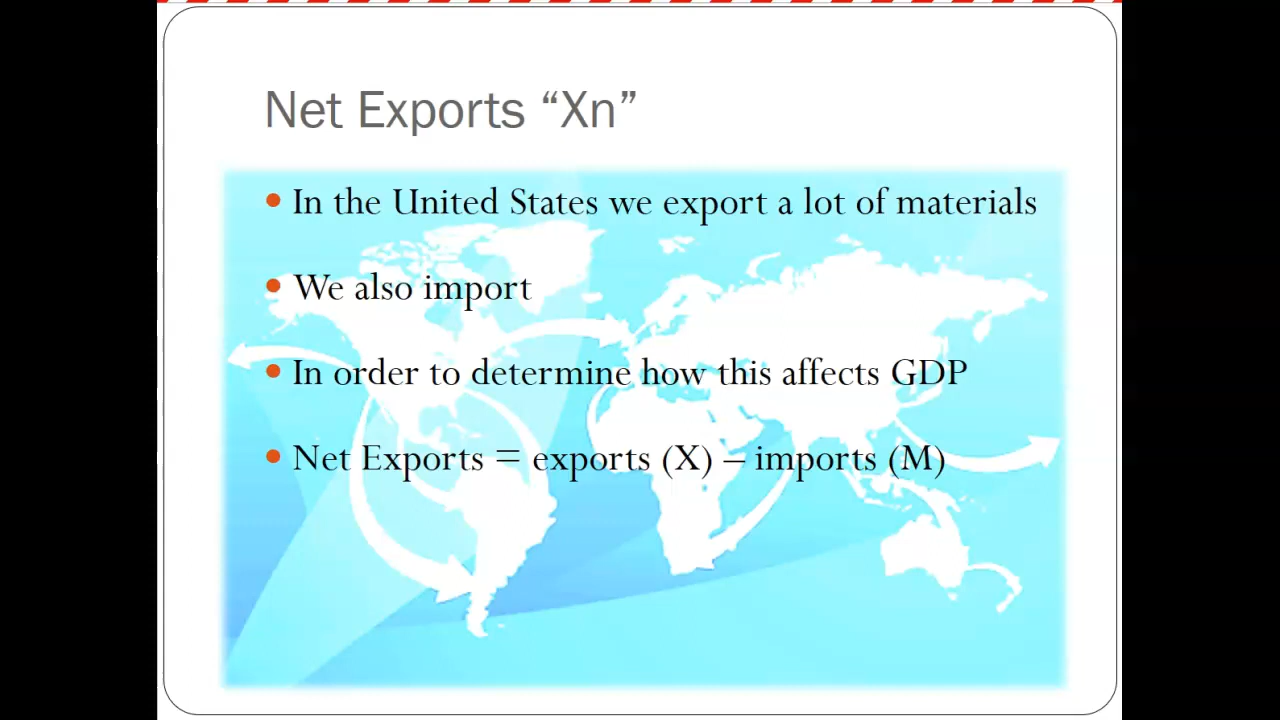 Net Exports “Xn”
• In the United States we export a lot of materials
• We also import
• In order to determine how this affects GDP
• Net Exports = exports (X) – imports (M)